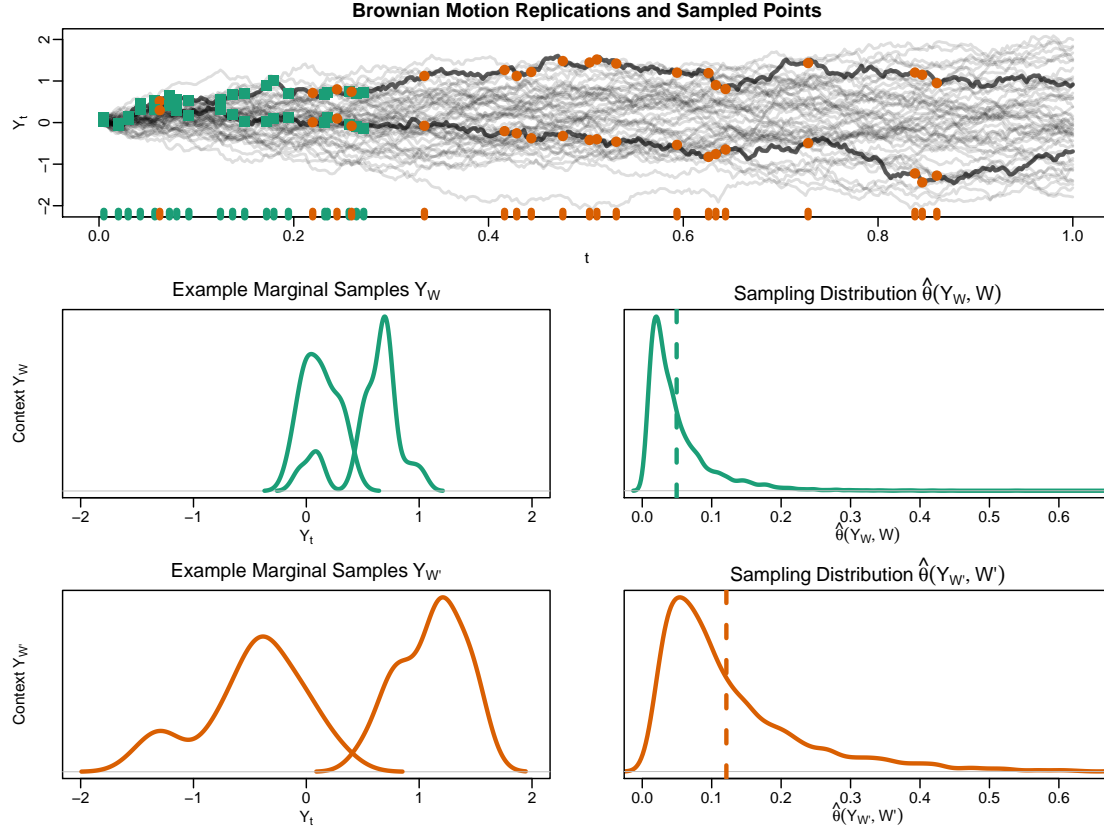 Brownian Motion Replications and Sampled Points
Y_t
2
1
0
−1
−2
0.0 0.2 0.4 0.6 0.8 1.0
t
Example Marginal Samples Y_W
Context Y_W
−2 −1 0 1 2
Y_t
Sampling Distribution θ̂(Y_W, W)
0.0 0.1 0.2 0.3 0.4 0.5 0.6
θ̂(Y_W, W)
Example Marginal Samples Y_W'
Context Y_W'
−2 −1 0 1 2
Y_t
Sampling Distribution θ̂(Y_W', W')
0.0 0.1 0.2 0.3 0.4 0.5 0.6
θ̂(Y_W', W')